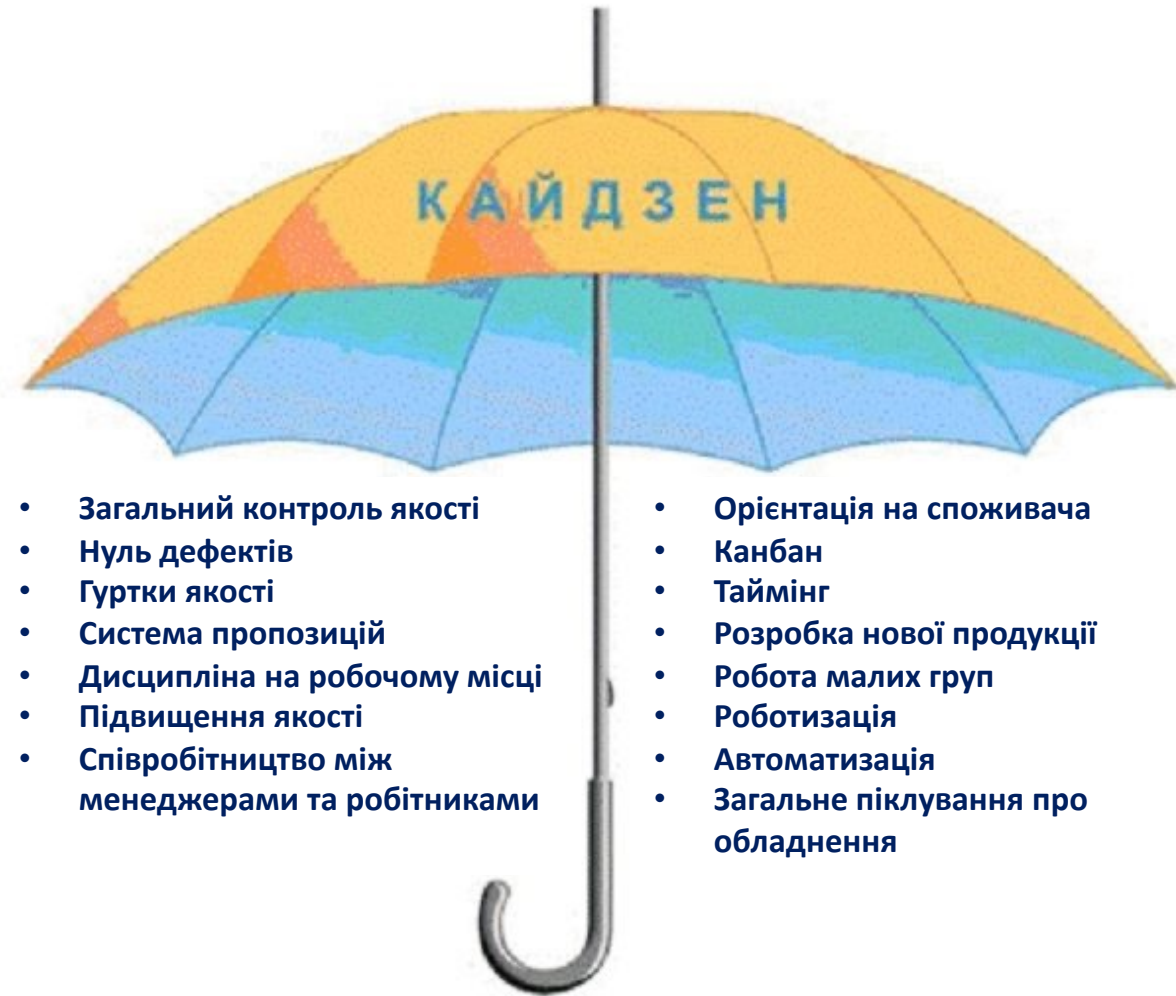 КАЙДЗЕН
• Загальний контроль якості
• Нуль дефектів
• Гуртки якості
• Система пропозицій
• Дисципліна на робочому місці
• Підвищення якості
• Співробітництво між
менеджерами та робітниками
• Орієнтація на споживача
• Канбан
• Таймінг
• Розробка нової продукції
• Робота малих груп
• Роботизація
• Автоматизація
• Загальне піклування про
обладнення